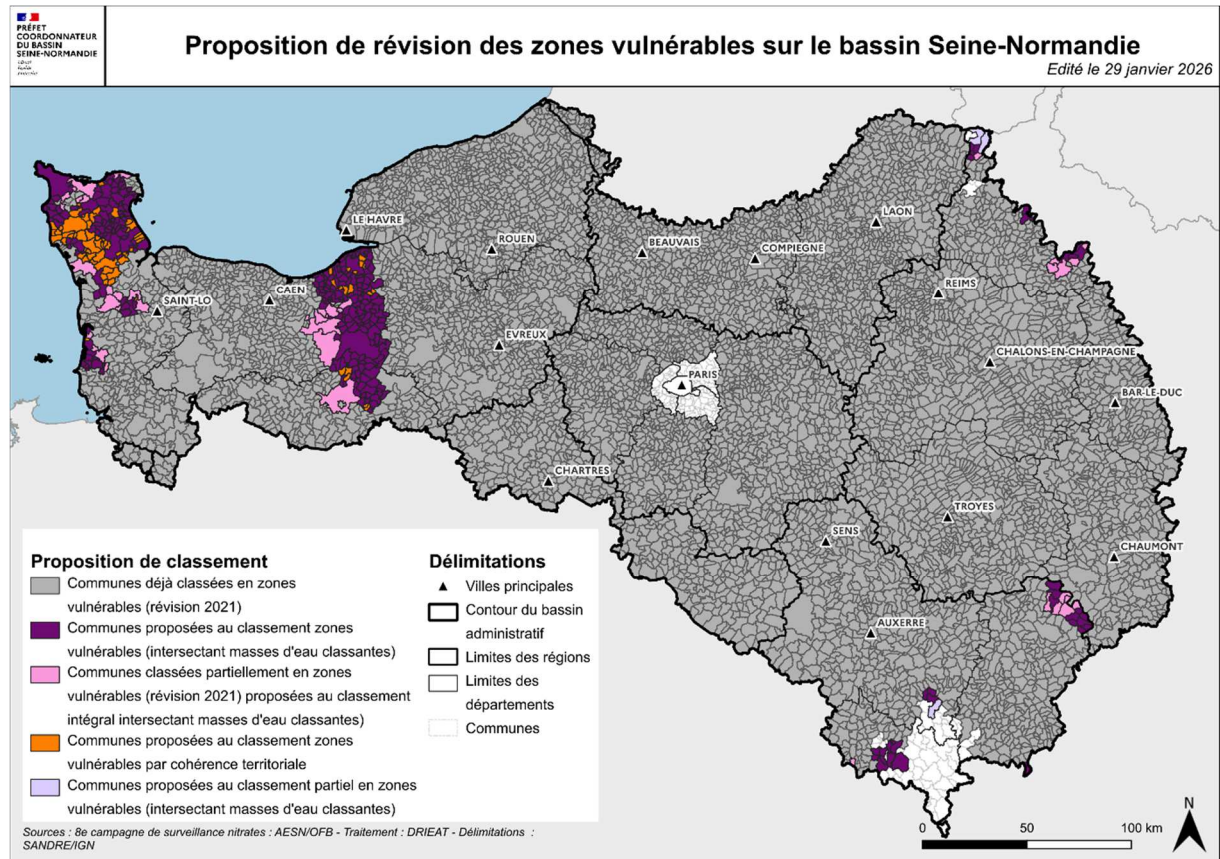 PRÉFET
COORDONNATEUR
DU BASSIN
SEINE-NORMANDIE
Liberté
Égalité
Fraternité
Proposition de révision des zones vulnérables sur le bassin Seine-Normandie
Edité le 29 janvier 2026
LE HAVRE
ROUEN
BEAUVAIS
COMPIEGNE
LAON
REIMS
SAINT-LO
CAEN
EVREUX
PARIS
CHALONS-EN-CHAMPAGNE
BAR-LE-DUC
CHARTRES
SENS
TROYES
CHAUMONT
AUXERRE
Proposition de classement
Communes déjà classées en zones
vulnérables (révision 2021)
Communes proposées au classement zones
vulnérables (intersectant masses d'eau classantes)
Communes classées partiellement en zones
vulnérables (révision 2021) proposées au classement
intégral intersectant masses d'eau classantes)
Communes proposées au classement zones
vulnérables par cohérence territoriale
Communes proposées au classement partiel en zones
vulnérables (intersectant masses d'eau classantes)
Délimitations
Villes principales
Contour du bassin
administratif
Limites des régions
Limites des
départements
Communes
Sources : 8e campagne de surveillance nitrates : AESN/OFB - Traitement : DRIEAT - Délimitations :
SANDRE/IGN
N
0 50 100 km